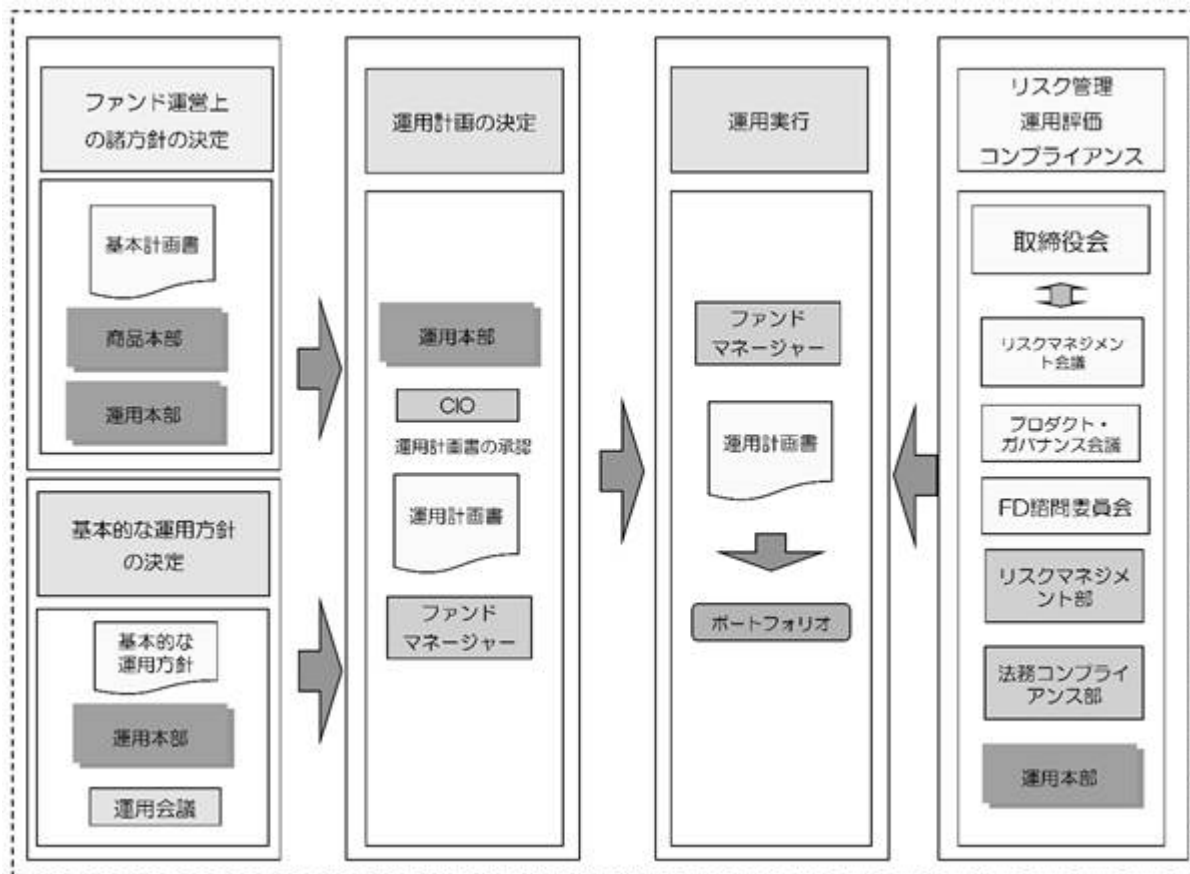 ファンド運営上
の諸方針の決定
基本計画書
商品本部
運用本部
基本的な運用方針
の決定
基本的な
運用方針
運用本部
運用会議
運用計画の決定
運用本部
CIO
運用計画書の承認
運用計画書
ファンド
マネージャー
運用実行
ファンド
マネージャー
運用計画書
ポートフォリオ
リスク管理
運用評価
コンプライアンス
取締役会
リスクマネジメン
ト会議
プロダクト・
ガバナンス会議
FD諮問委員会
リスクマネジメ
ント部
法務コンプライ
アンス部
運用本部